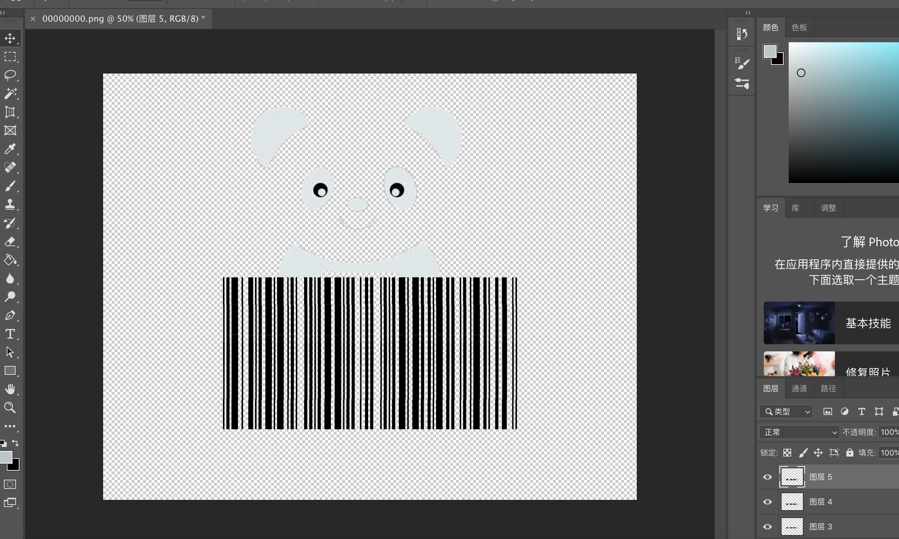 00000000.png @ 50% (图层 5, RGB/8) *
颜色 色板
学习 库 调整
了解 Photo
在应用程序内直接提供的
下面选取一个主题
基本技能
修复照片
图层 通道 路径
类型
正常 不透明度: 100%
锁定: 填充: 100%
图层 5
图层 4
图层 3